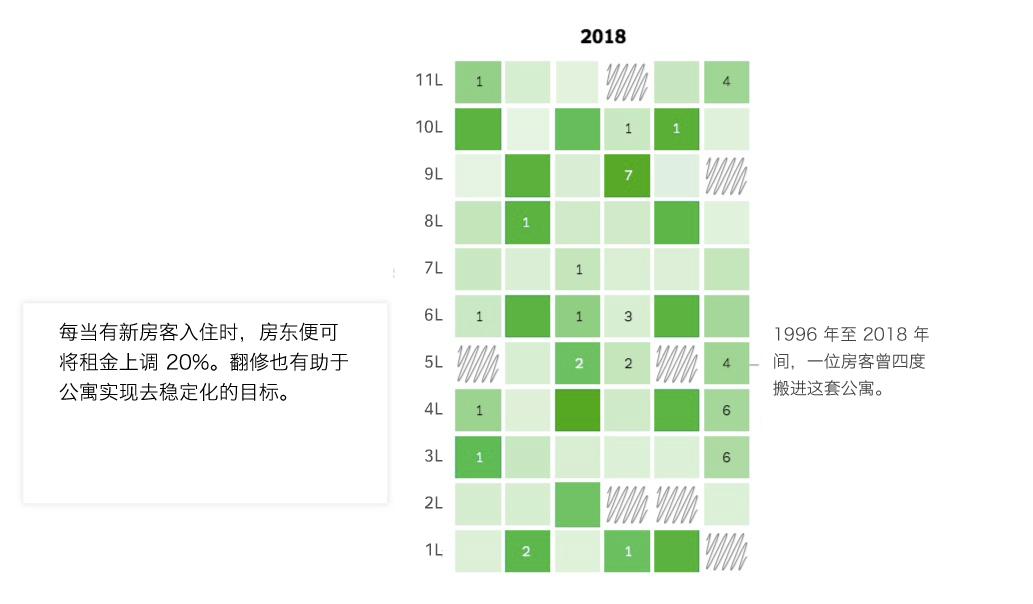 2018
11L 1 4
10L 1 1
9L 7
8L 1
7L 1
6L 1 1 3
每当有新房客入住时，房东便可
将租金上调 20%。翻修也有助于
公寓实现去稳定化的目标。
1996 年至 2018 年
间，一位房客曾四度
搬进这套公寓。
5L 2 2 4
4L 1 6
3L 1 6
2L
1L 2 1